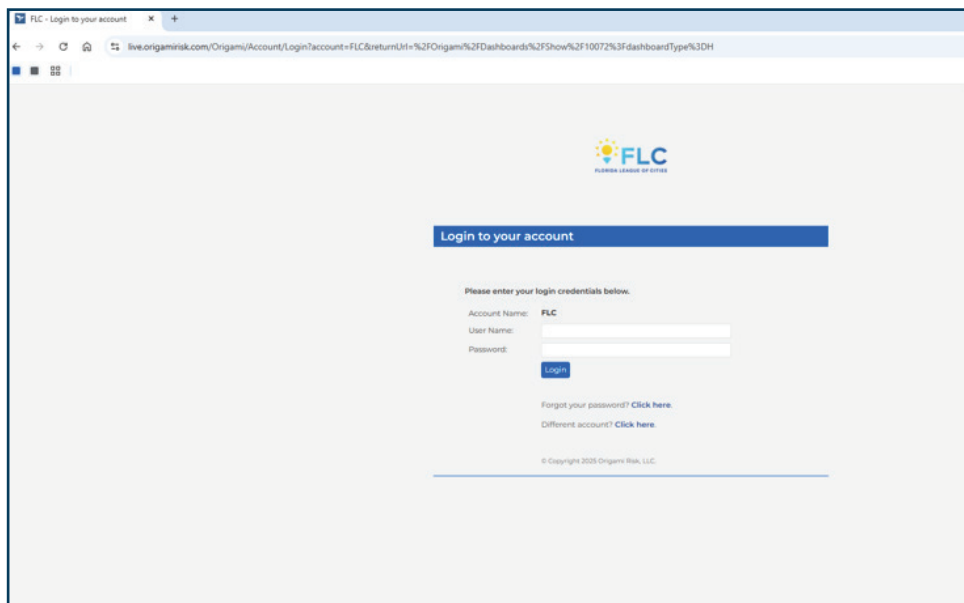 FLC - Login to your account
live.origamirisk.com/Origami/Account/Login?account=FLC&returnUrl=%2FOrigami%2FDashboards%2FShow%2F10072%3FdashboardType%3DH
FLC
FLORIDA LEAGUE OF CITIES
Login to your account
Please enter your login credentials below.
Account Name: FLC
User Name:
Password:
Login
Forgot your password? Click here.
Different account? Click here.
© Copyright 2025 Origami Risk, LLC.